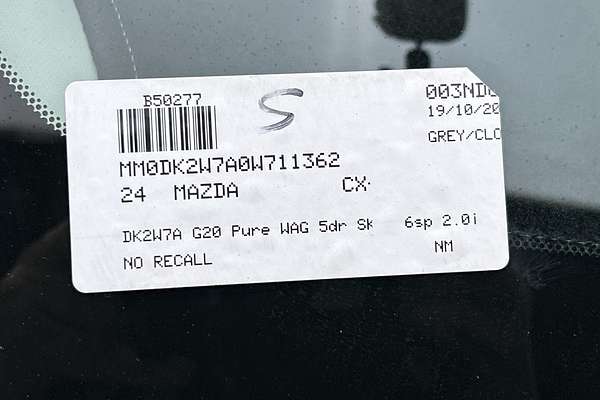 B50277
S
003ND
19/10/20
GREY/CLO
MM0DK2W7A0W711362
24 MAZDA CX-
DK2W7A G20 Pure WAG 5dr Sk 6sp 2.0i
NM
NO RECALL